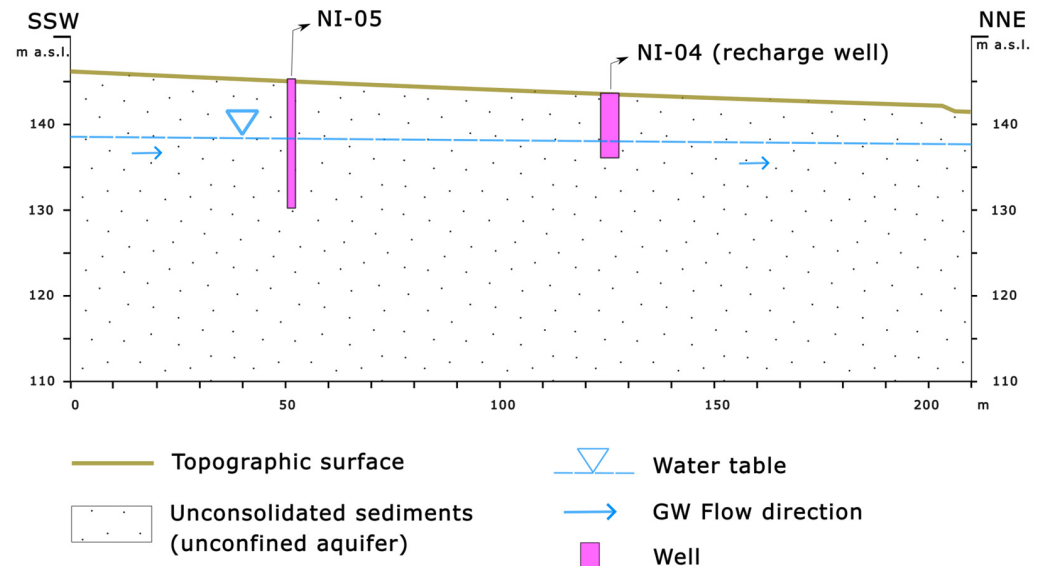 SSW
NI-05
NNE
m a.s.l.
NI-04 (recharge well)
m a.s.l.
140
140
130
130
120
120
110
110
0
50
100
150
200
m
Topographic surface
Water table
Unconsolidated sediments
(unconfined aquifer)
GW Flow direction
Well